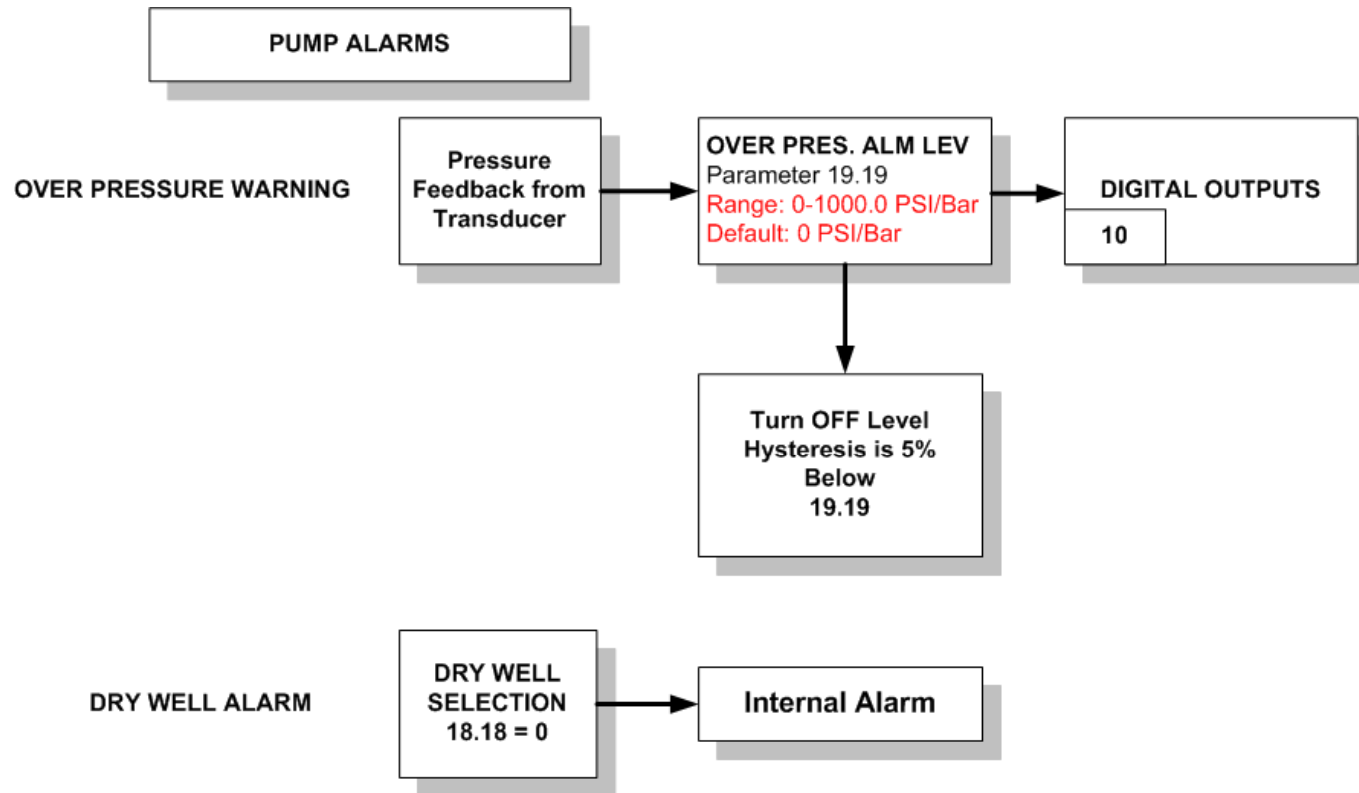 PUMP ALARMS
OVER PRESSURE WARNING
Pressure
Feedback from
Transducer
OVER PRES. ALM LEV
Parameter 19.19
Range: 0-1000.0 PSI/Bar
Default: 0 PSI/Bar
DIGITAL OUTPUTS
10
Turn OFF Level
Hysteresis is 5%
Below
19.19
DRY WELL ALARM
DRY WELL
SELECTION
18.18 = 0
Internal Alarm